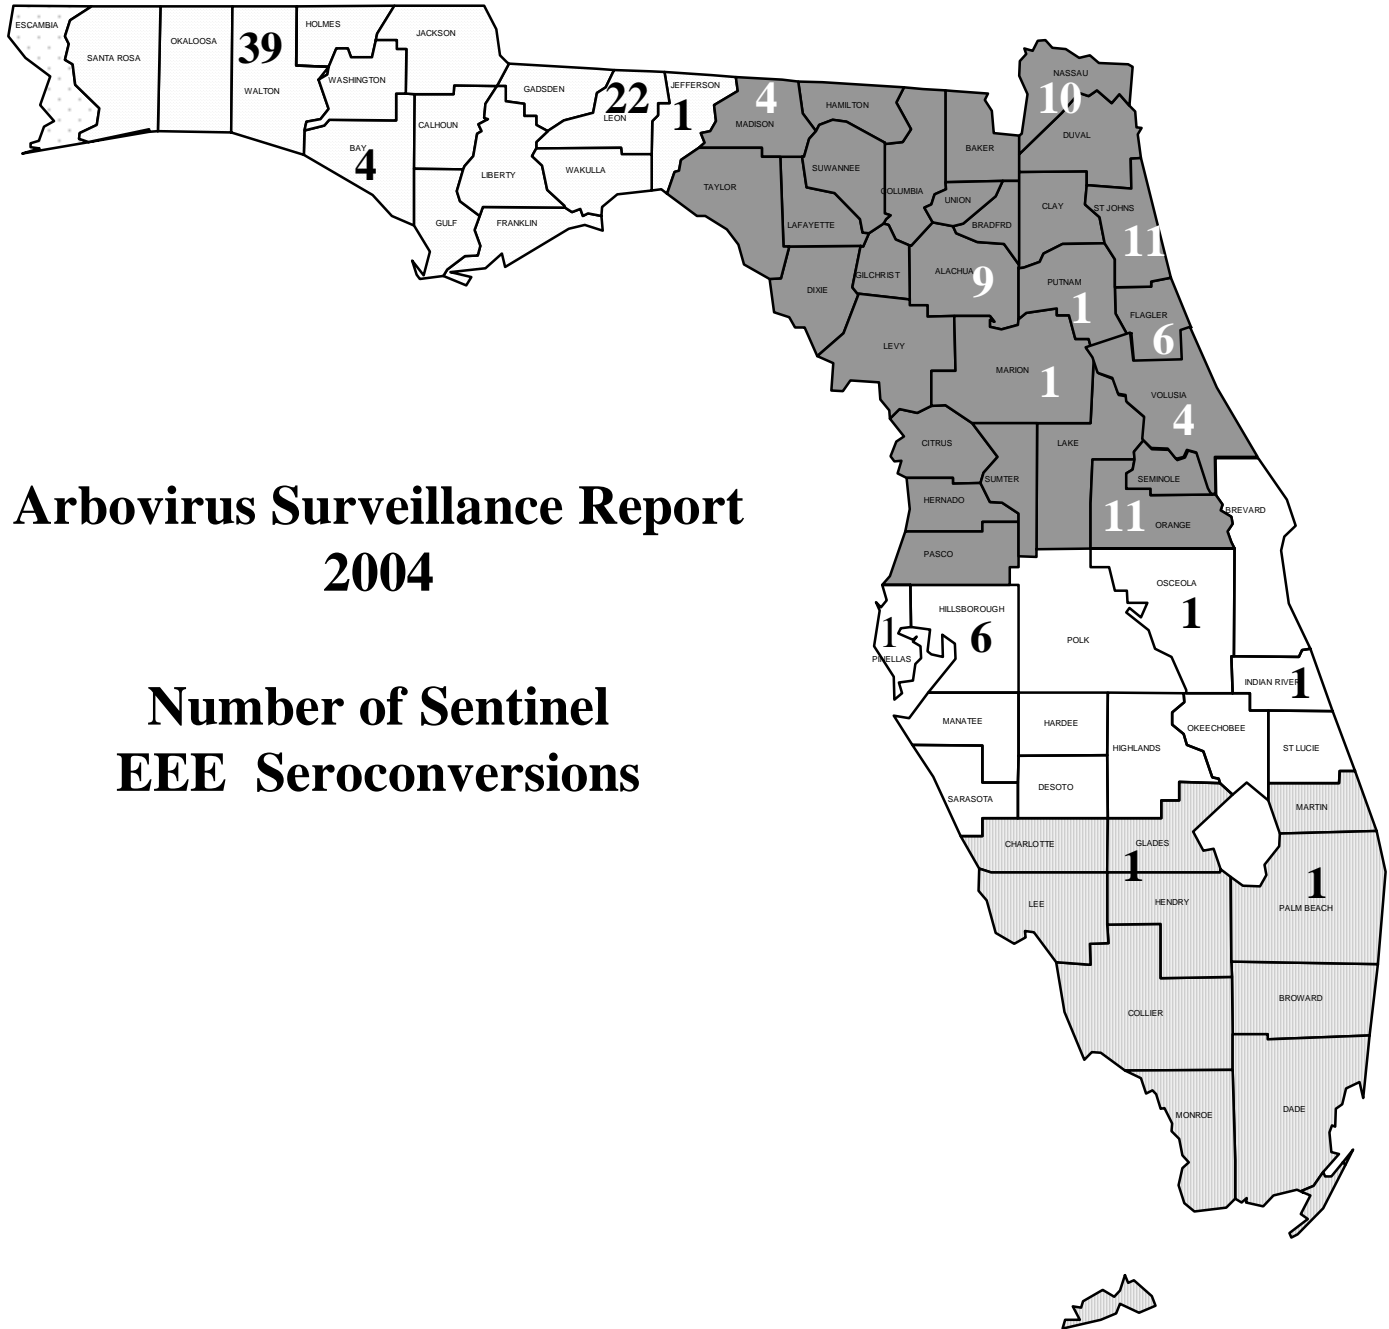 ESCAMBIA
SANTA ROSA
OKALOOSA
39
WALTON
HOLMES
WASHINGTON
JACKSON
BAY
4
CALHOUN
GULF
LIBERTY
GADSDEN
FRANKLIN
22
LEON
WAKULLA
JEFFERSON
1
4
MADISON
TAYLOR
HAMILTON
SUWANNEE
LAFAYETTE
COLUMBIA
BAKER
NASSAU
10
DUVAL
UNION
BRADFRD
CLAY
ST JOHNS
11
DIXIE
GILCHRIST
ALACHUA
9
PUTNAM
1
FLAGLER
6
LEVY
MARION
1
VOLUSIA
4
CITRUS
SUMTER
LAKE
SEMINOLE
HERNADO
11
ORANGE
BREVARD
PASCO
Arbovirus Surveillance Report
2004
Number of Sentinel
EEE Seroconversions
1
PINELLAS
HILLSBOROUGH
6
POLK
OSCEOLA
1
INDIAN RIVER
1
MANATEE
HARDEE
HIGHLANDS
OKEECHOBEE
ST LUCIE
SARASOTA
DESOTO
MARTIN
CHARLOTTE
GLADES
1
1
PALM BEACH
LEE
HENDRY
COLLIER
BROWARD
MONROE
DADE